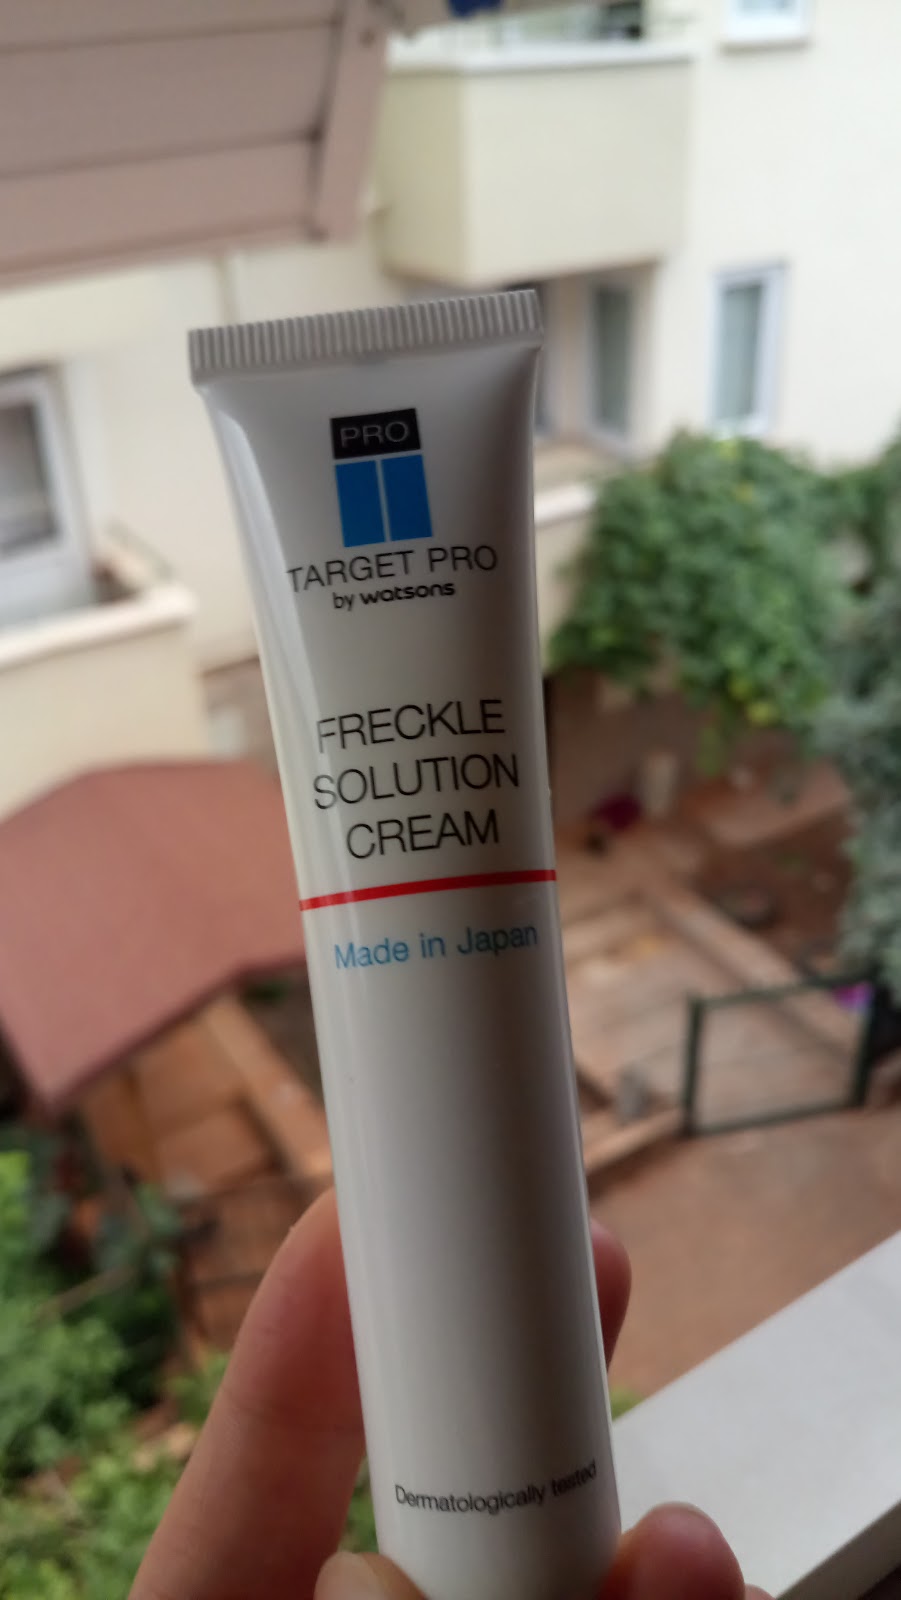 PRO
TARGET PRO
by watsons
FRECKLE
SOLUTION
CREAM
Made in Japan
Dermatologically tested